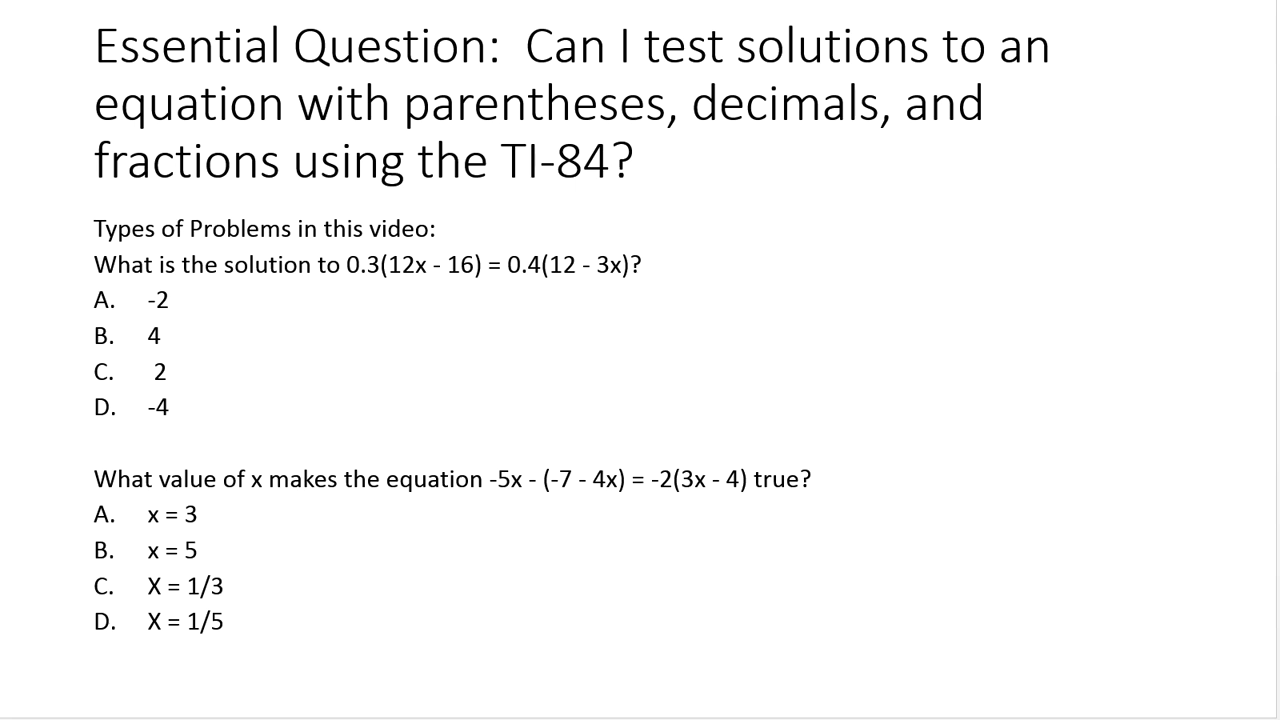 Essential Question:  Can I test solutions to an
equation with parentheses, decimals, and
fractions using the TI-84?
Types of Problems in this video:
What is the solution to 0.3(12x - 16) = 0.4(12 - 3x)?
A. -2
B. 4
C. 2
D. -4
What value of x makes the equation -5x - (-7 - 4x) = -2(3x - 4) true?
A. x = 3
B. x = 5
C. X = 1/3
D. X = 1/5